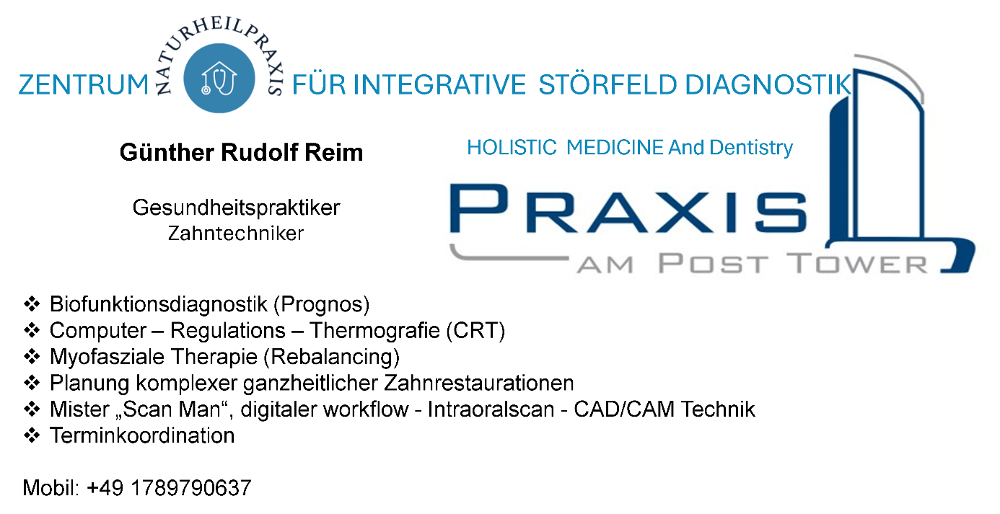 NATURHEILPRAXIS
ZENTRUM FÜR INTEGRATIVE STÖRFELD DIAGNOSTIK
Günther Rudolf Reim
HOLISTIC MEDICINE And Dentistry
Gesundheitspraktiker
Zahntechniker
PRAXIS
AM POST TOWER
❖ Biofunktionsdiagnostik (Prognos)
❖ Computer – Regulations – Thermografie (CRT)
❖ Myofasziale Therapie (Rebalancing)
❖ Planung komplexer ganzheitlicher Zahnrestaurationen
❖ Mister „Scan Man“, digitaler workflow - Intraoralscan - CAD/CAM Technik
❖ Terminkoordination
Mobil: +49 1789790637